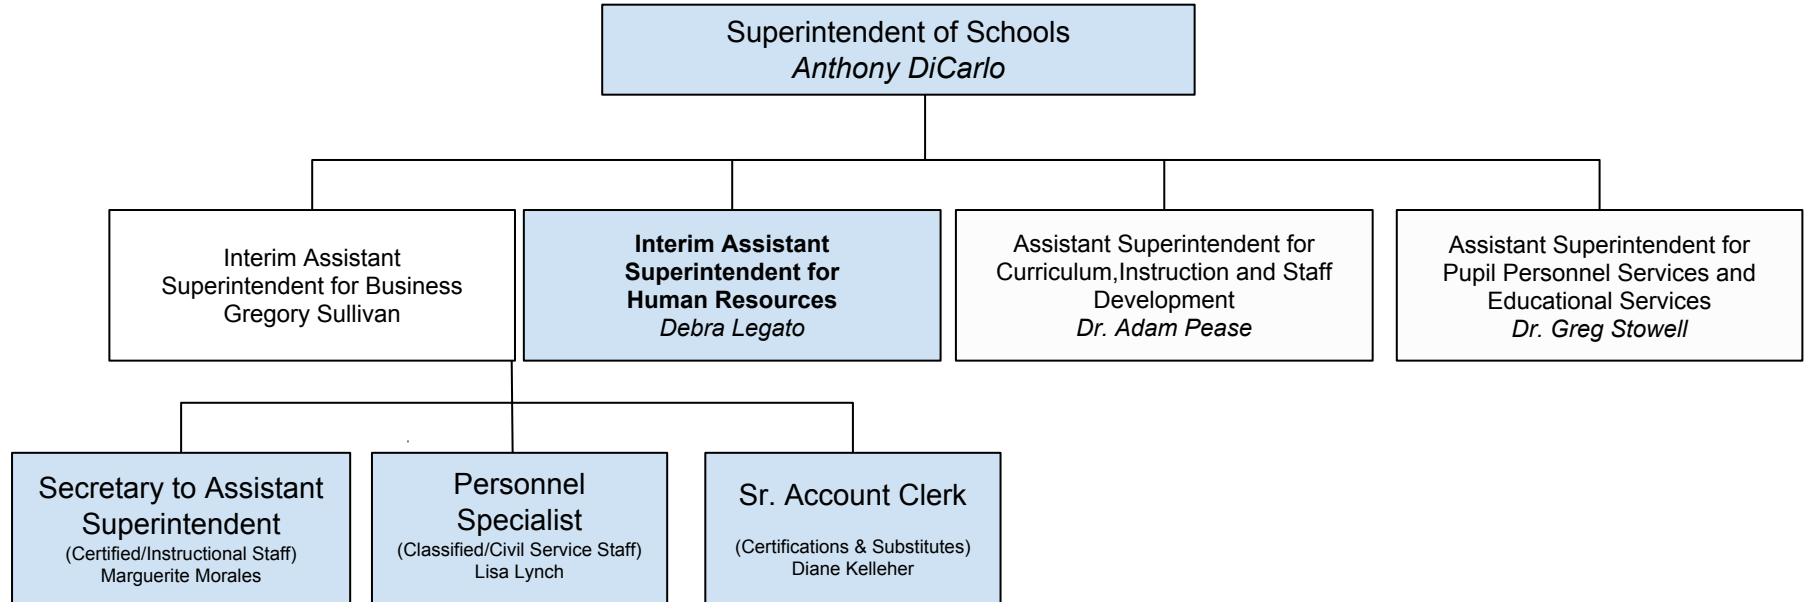 Superintendent of Schools
Anthony DiCarlo
Interim Assistant
Superintendent for Business
Gregory Sullivan
Interim Assistant
Superintendent for
Human Resources
Debra Legato
Assistant Superintendent for
Curriculum,Instruction and Staff
Development
Dr. Adam Pease
Assistant Superintendent for
Pupil Personnel Services and
Educational Services
Dr. Greg Stowell
Secretary to Assistant
Superintendent
(Certified/Instructional Staff)
Marguerite Morales
Personnel
Specialist
(Classified/Civil Service Staff)
Lisa Lynch
Sr. Account Clerk
(Certifications & Substitutes)
Diane Kelleher